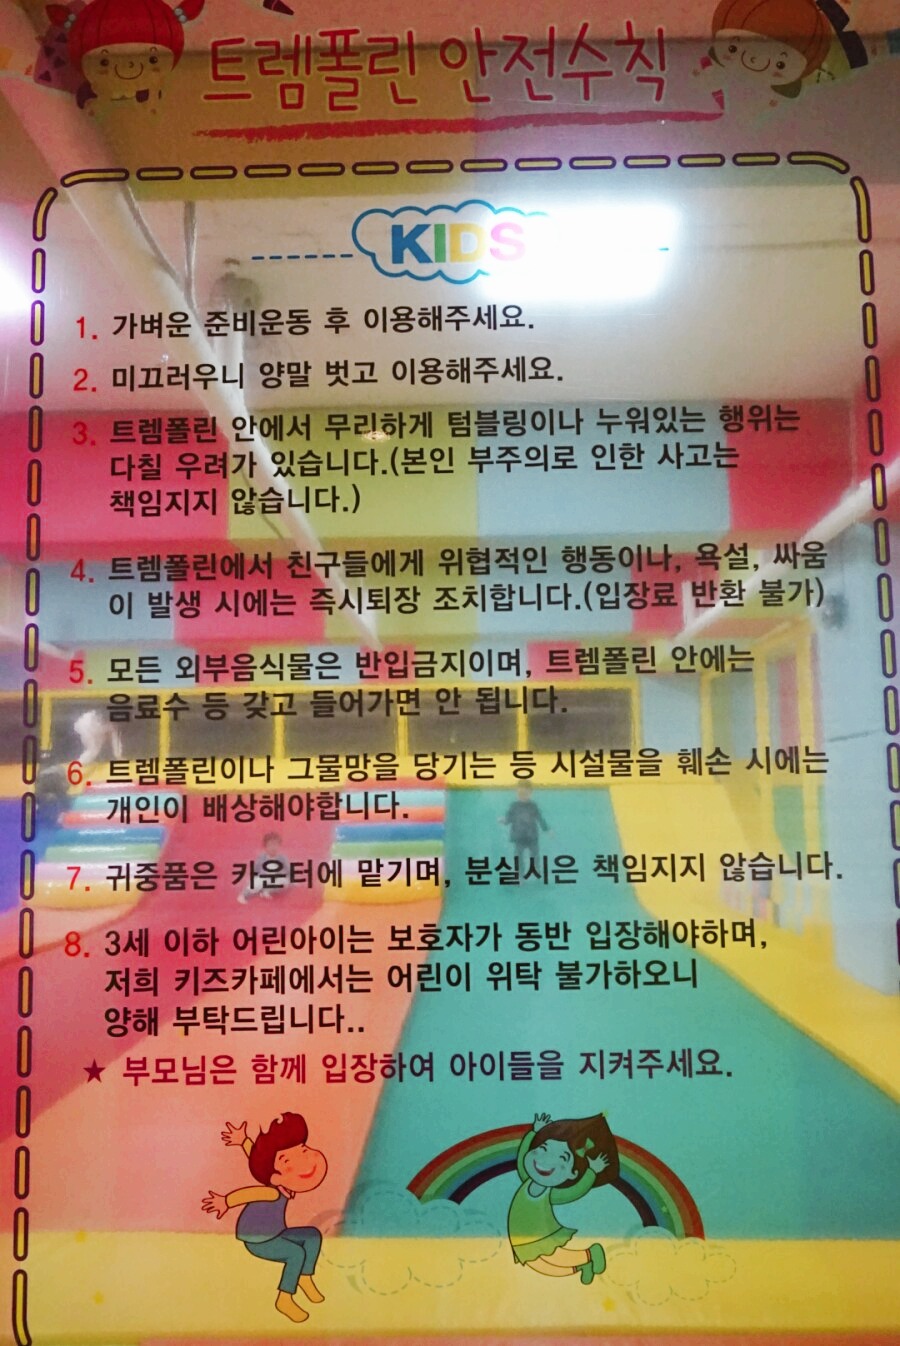 트렘폴린 안전수칙
KIDS
1. 가벼운 준비운동 후 이용해주세요.
2. 미끄러우니 양말 벗고 이용해주세요.
3. 트렘폴린 안에서 무리하게 텀블링이나 누워있는 행위는
다칠 우려가 있습니다.(본인 부주의로 인한 사고는
책임지지 않습니다.)
4. 트렘폴린에서 친구들에게 위협적인 행동이나, 욕설, 싸움
이 발생 시에는 즉시퇴장 조치합니다.(입장료 반환 불가)
5. 모든 외부음식물은 반입금지이며, 트렘폴린 안에는
음료수 등 갖고 들어가면 안 됩니다.
6. 트렘폴린이나 그물망을 당기는 등 시설물을 훼손 시에는
개인이 배상해야합니다.
7. 귀중품은 카운터에 맡기며, 분실시은 책임지지 않습니다.
8. 3세 이하 어린아이는 보호자가 동반 입장해야하며,
저희 키즈카페에서는 어린이 위탁 불가하오니
양해 부탁드립니다..
★ 부모님은 함께 입장하여 아이들을 지켜주세요.